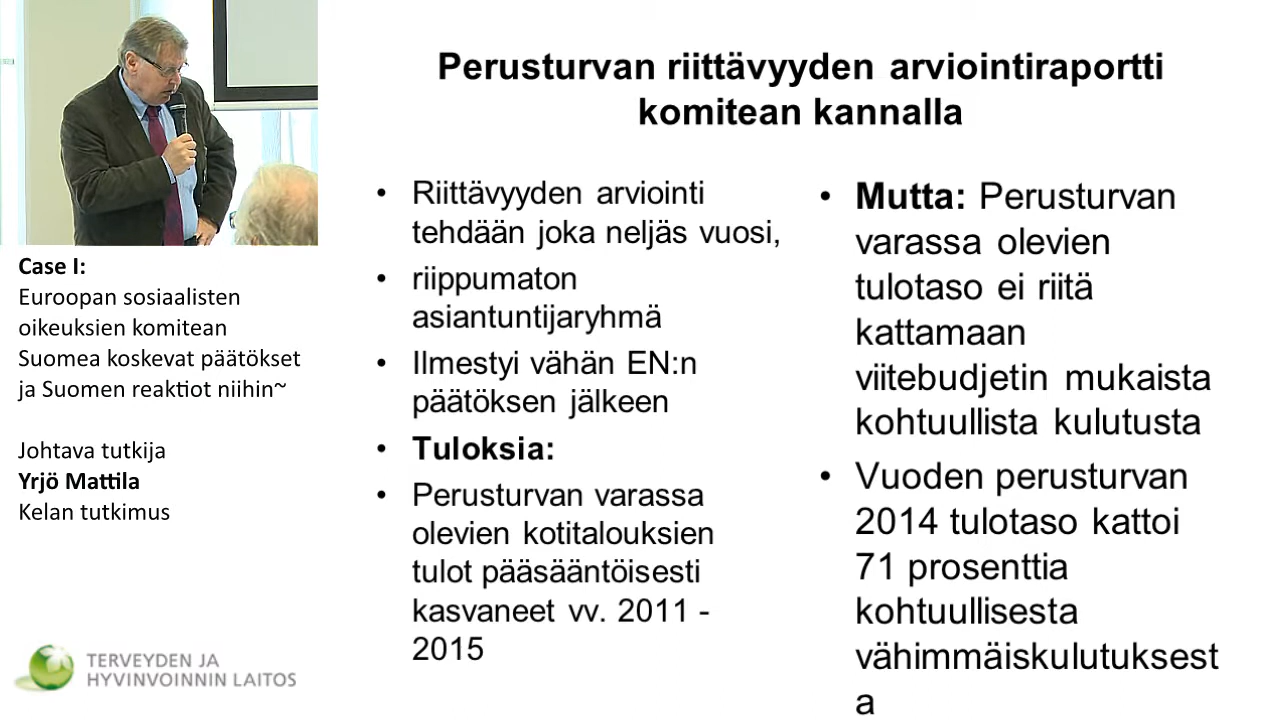 Perusturvan riittävyyden arviointiraportti
komitean kannalla
Case I:
Euroopan sosiaalisten
oikeuksien komitean
Suomea koskevat päätökset
ja Suomen reaktiot niihin~
Johtava tutkija
Yrjö Mattila
Kelan tutkimus
TERVEYDEN JA
HYVINVOINNIN LAITOS
• Riittävyyden arviointi
tehdään joka neljäs vuosi,
• riippumaton
asiantuntijaryhmä
• Ilmestyi vähän EN:n
päätöksen jälkeen
• Tuloksia:
• Perusturvan varassa
olevien kotitalouksien
tulot pääsääntöisesti
kasvaneet vv. 2011 -
2015
• Mutta: Perusturvan
varassa olevien
tulotaso ei riitä
kattamaan
viitebudjetin mukaista
kohtuullista kulutusta
• Vuoden perusturvan
2014 tulotaso kattoi
71 prosenttia
kohtuullisesta
vähimmäiskulutuksest
a